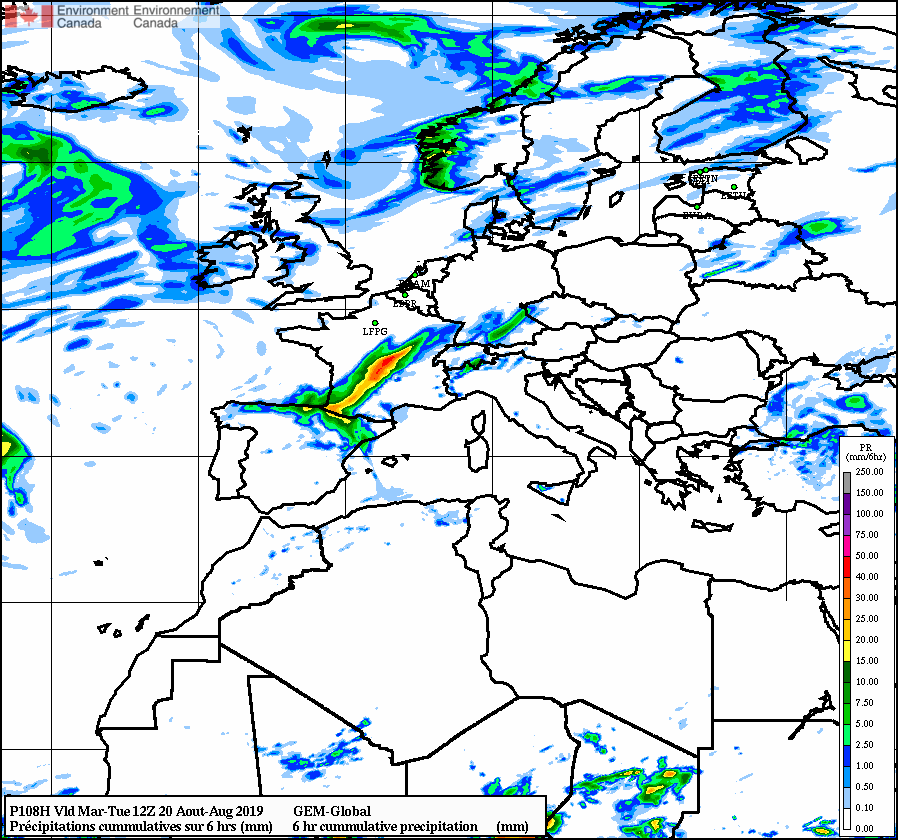 Environment Environnement
Canada Canada
EETU
LFPG
PR
(mm/6hr)
250.00
150.00
100.00
75.00
50.00
40.00
30.00
25.00
20.00
15.00
10.00
7.50
5.00
2.50
1.00
0.50
0.10
0.00
P108H Vld Mar-Tue 12Z 20 Aout-Aug 2019 GEM-Global
Précipitations cummulatives sur 6 hrs (mm) 6 hr cummulative precipitation (mm)